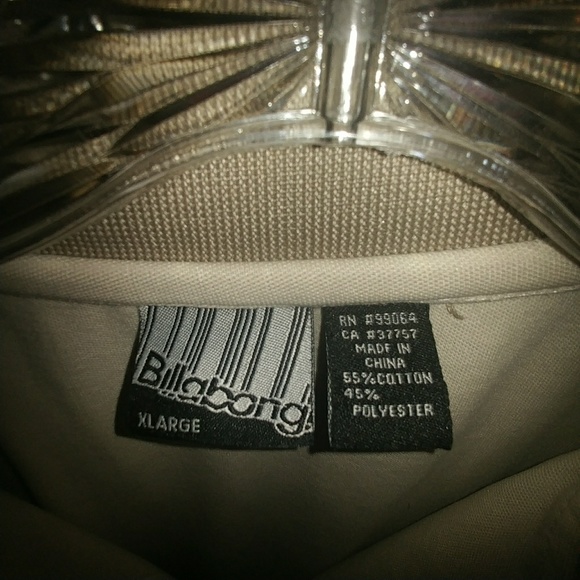 Billabong
XLARGE
RN #99064
CA #37757
MADE IN
CHINA
55%COTTON
45%
POLYESTER